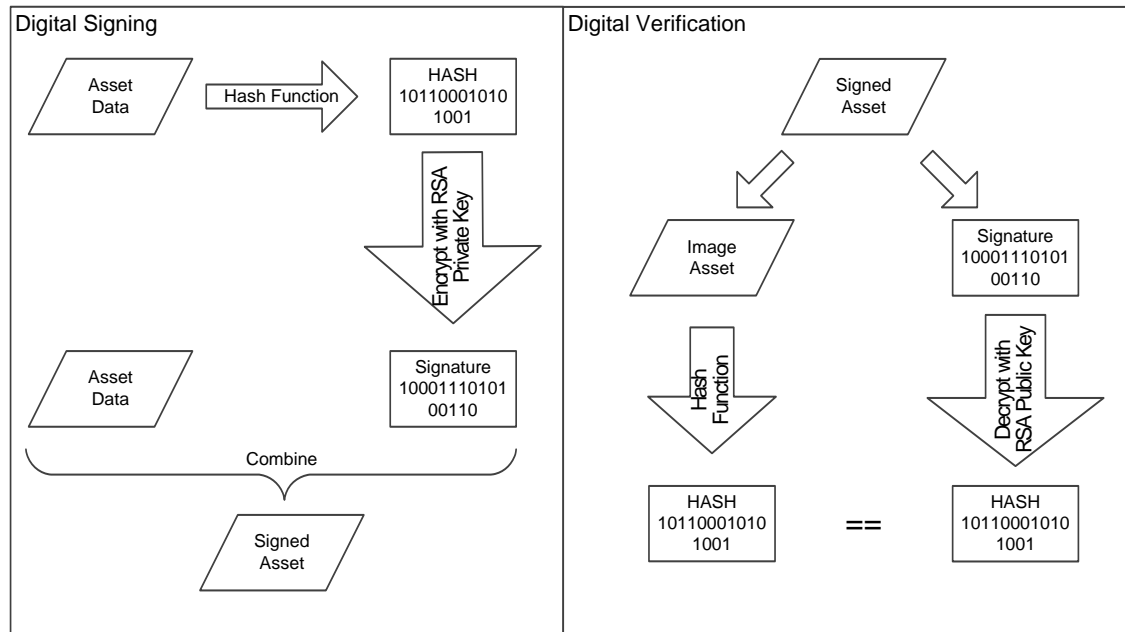 Digital Signing
Asset
Data
Hash Function
HASH
10110001010
1001
Encrypt with RSA
Private Key
Asset
Data
Signature
10001110101
00110
Combine
Signed
Asset
Digital Verification
Signed
Asset
Image
Asset
Signature
10001110101
00110
Hash
Function
Decrypt with
RSA Public Key
HASH
10110001010
1001
==
HASH
10110001010
1001